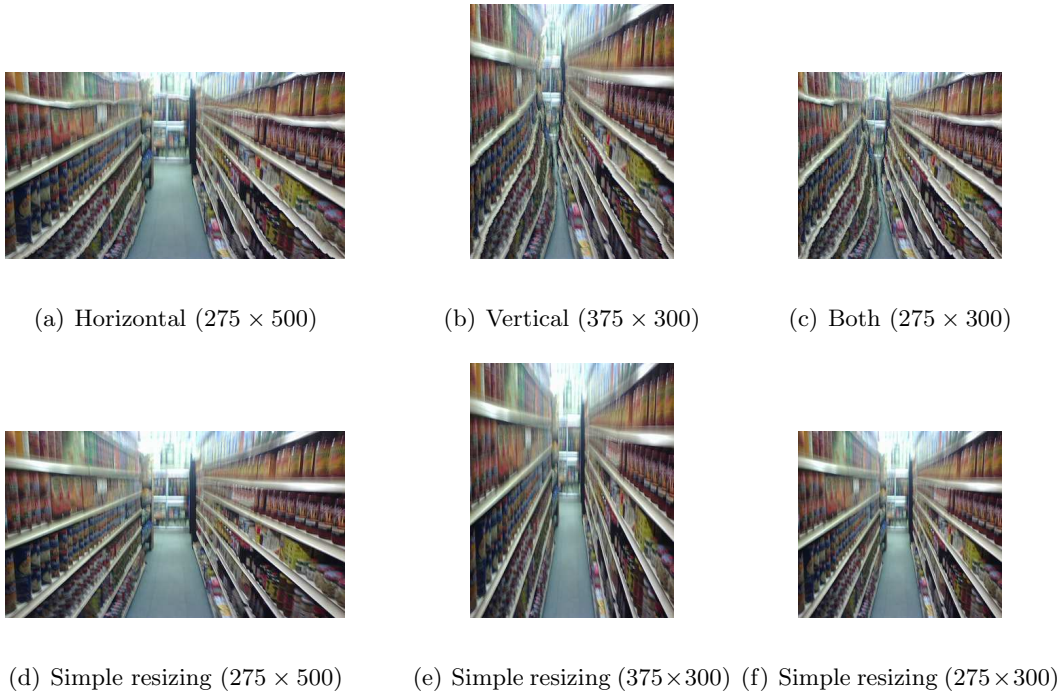 (a) Horizontal (275 × 500)
(b) Vertical (375 × 300)
(c) Both (275 × 300)
(d) Simple resizing (275 × 500)
(e) Simple resizing (375×300)
(f) Simple resizing (275×300)